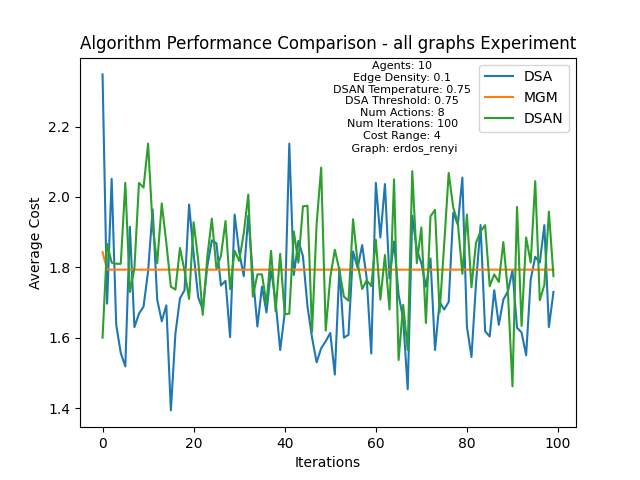 Algorithm Performance Comparison - all graphs Experiment
Agents: 10
Edge Density: 0.1
DSAN Temperature: 0.75
DSA Threshold: 0.75
Num Actions: 8
Num Iterations: 100
Cost Range: 4
Graph: erdos_renyi
DSA
MGM
DSAN
Average Cost
2.2
2.0
1.8
1.6
1.4
0 20 40 60 80 100
Iterations